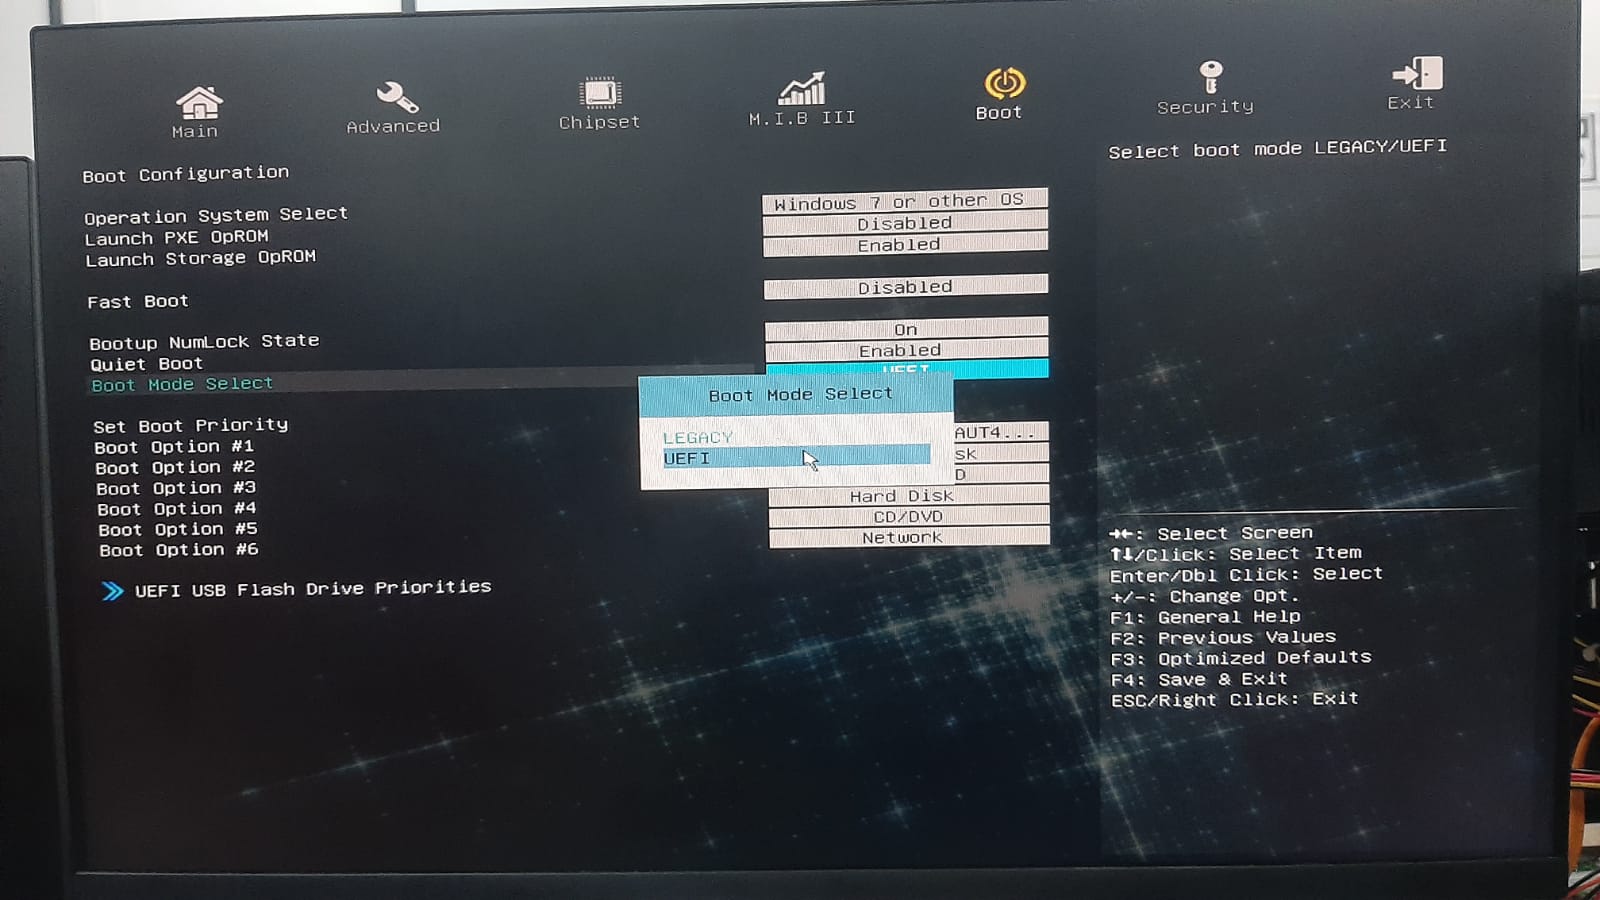 Main
Advanced
Chipset
M.I.B III
Boot
Security
Exit
Boot Configuration
Select boot mode LEGACY/UEFI
Operation System Select Windows 7 or other OS
Launch PXE OpROM Disabled
Launch Storage OpROM Enabled
Fast Boot Disabled
Bootup NumLock State On
Quiet Boot Enabled
Boot Mode Select UEFI
Boot Mode Select
LEGACY
UEFI
Set Boot Priority
Boot Option #1 AUT4...
Boot Option #2 sk
Boot Option #3 D
Boot Option #4 Hard Disk
Boot Option #5 CD/DVD
Boot Option #6 Network
UEFI USB Flash Drive Priorities
→←: Select Screen
↑↓/Click: Select Item
Enter/Dbl Click: Select
+/-: Change Opt.
F1: General Help
F2: Previous Values
F3: Optimized Defaults
F4: Save & Exit
ESC/Right Click: Exit